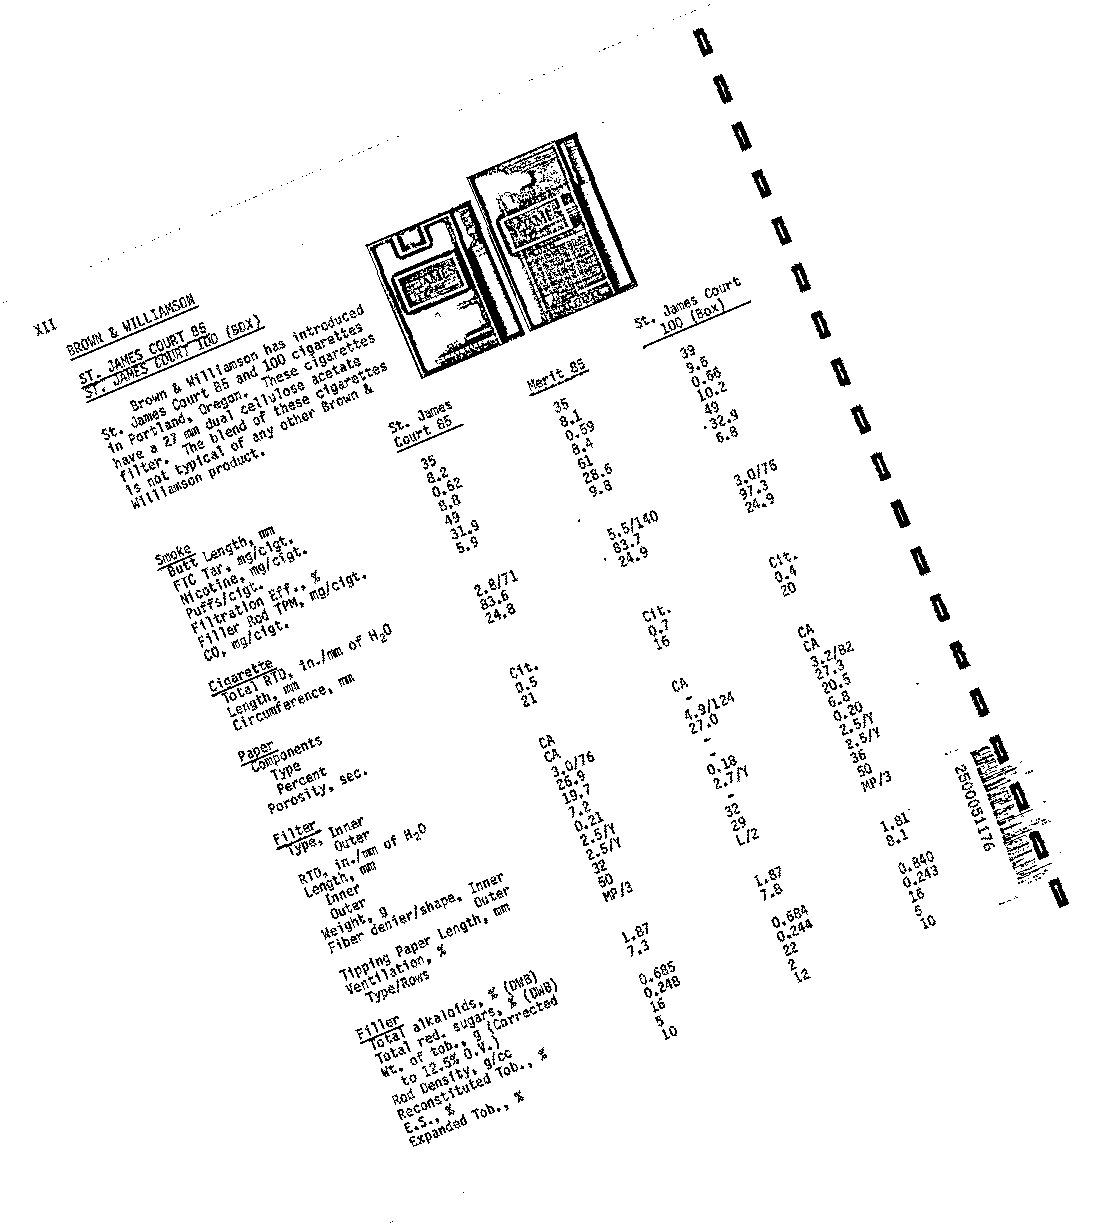 XII
BROWN & WILLIAMSON
ST. JAMES COURT 85
ST. JAMES COURT 100 (BOX)
Brown & Williamson has introduced
St. James Court 85 and 100 cigarettes
in Portland, Oregon. These cigarettes
have a 27 mm dual cellulose acetate
filter. The blend of these cigarettes
is not typical of any other Brown &
Williamson product.
St. James Court 85 Merit 85 St. James Court 100 (Box)
Smoke
Butt Length, mm 35 35 39
FTC Tar, mg/cigt. 8.2 8.1 9.6
Nicotine, mg/cigt. 0.62 0.59 0.66
Puffs/cigt. 8.8 8.4 10.2
Filtration Eff., % 49 61 49
Filler Rod TPM, mg/cigt. 31.9 28.6 32.9
CO, mg/cigt. 5.9 9.8 6.8
Cigarette
Total RTD, in./mm of H2O 2.8/71 5.5/140 3.0/76
Length, mm 83.6 83.7 97.3
Circumference, mm 24.8 24.9 24.9
Paper
Components
Type Cit. Cit. Cit.
Percent 0.5 0.7 0.4
Porosity, sec. 21 16 20
Filter
Type, Inner CA CA CA
Outer CA - CA
RTD, in./mm of H2O 3.0/76 4.9/124 3.2/82
Length, mm 26.9 27.0 27.3
Inner 19.7 - 20.5
Outer 7.2 - 6.8
Weight, g 0.21 0.18 0.20
Fiber denier/shape, Inner 2.5/Y 2.7/Y 2.5/Y
Outer 2.5/Y - 2.5/Y
Tipping Paper Length, mm 32 32 36
Ventilation, % 50 29 50
Type/Rows MP/3 L/2 MP/3
Filler
Total alkaloids, % (DWB) 1.87 1.87 1.81
Total red. sugars, % (DWB) 7.3 7.8 8.1
Wt. of tob., g (Corrected
to 12.5% O.V.) 0.685 0.684 0.840
Rod Density, g/cc 0.248 0.244 0.243
Reconstituted Tob., % 16 22 16
E.S., % 5 2 5
Expanded Tob., % 10 12 10
2500051176